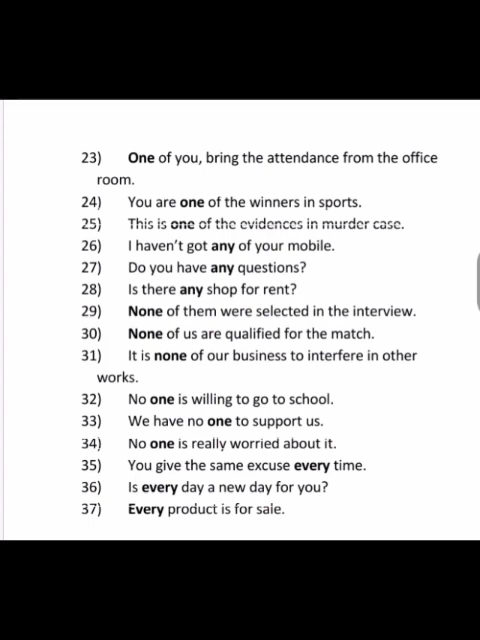 23) One of you, bring the attendance from the office
room.
24) You are one of the winners in sports.
25) This is one of the evidences in murder case.
26) I haven't got any of your mobile.
27) Do you have any questions?
28) Is there any shop for rent?
29) None of them were selected in the interview.
30) None of us are qualified for the match.
31) It is none of our business to interfere in other
works.
32) No one is willing to go to school.
33) We have no one to support us.
34) No one is really worried about it.
35) You give the same excuse every time.
36) Is every day a new day for you?
37) Every product is for sale.